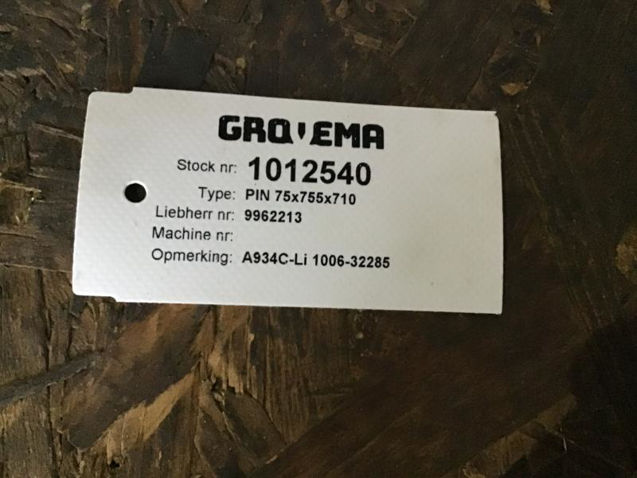 GROVEMA
Stock nr: 1012540
Type: PIN 75x755x710
Liebherr nr: 9962213
Machine nr:
Opmerking: A934C-Li 1006-32285